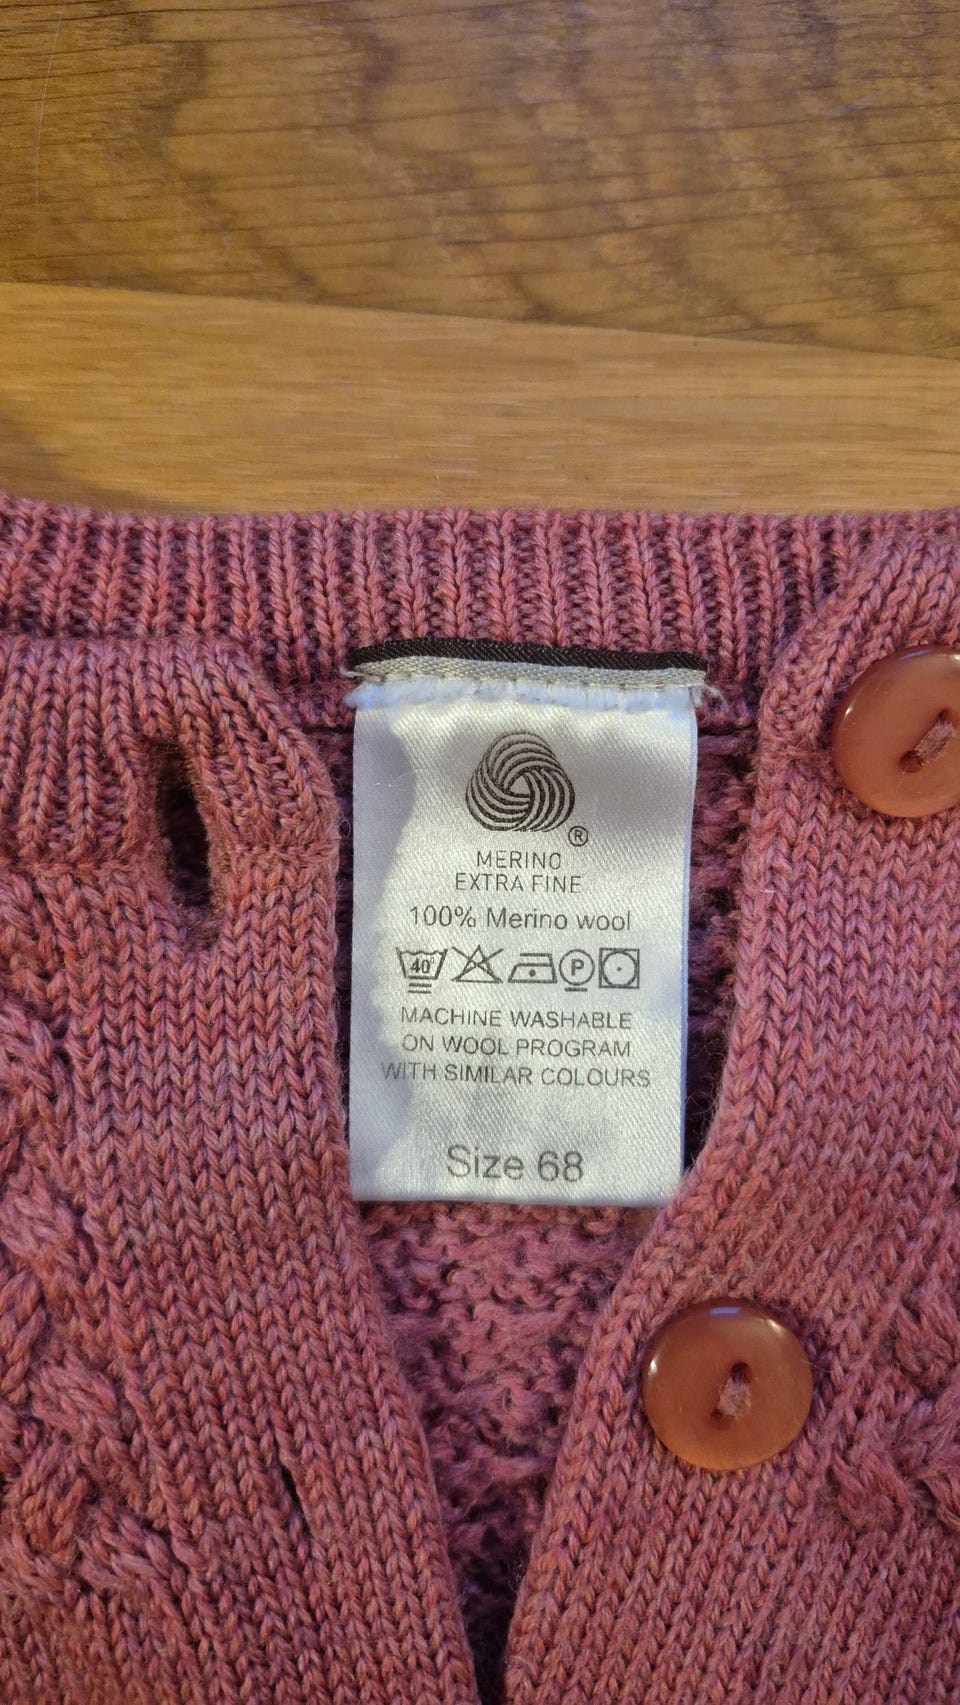 ®
MERINO
EXTRA FINE
100% Merino wool
40° P
MACHINE WASHABLE
ON WOOL PROGRAM
WITH SIMILAR COLOURS
Size 68